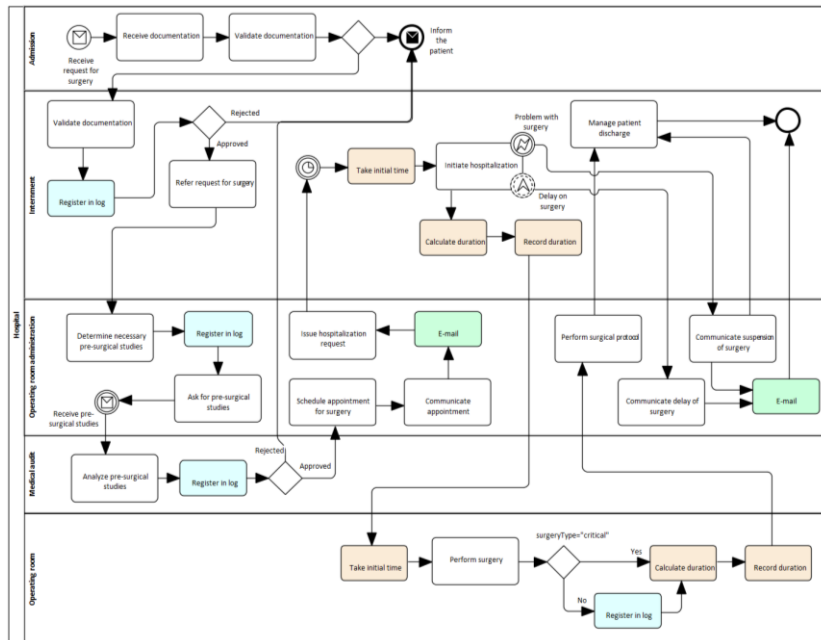 Hospital
Admission
Receive
request for
surgery
Receive documentation
Validate documentation
Inform
the
patient
Internment
Validate documentation
Register in log
Rejected
Approved
Refer request for surgery
Take initial time
Initiate hospitalization
Problem with
surgery
Delay on
surgery
Calculate duration
Record duration
Manage patient
discharge
Operating room administration
Determine necessary
pre-surgical studies
Register in log
Ask for pre-surgical
studies
Receive pre-
surgical studies
Issue hospitalization
request
E-mail
Schedule appointment
for surgery
Communicate
appointment
Perform surgical protocol
Communicate suspension
of surgery
Communicate delay of
surgery
E-mail
Medical audit
Analyze pre-surgical
studies
Register in log
Rejected
Approved
Operating room
Take initial time
Perform surgery
surgeryType="critical"
Yes
No
Register in log
Calculate duration
Record duration